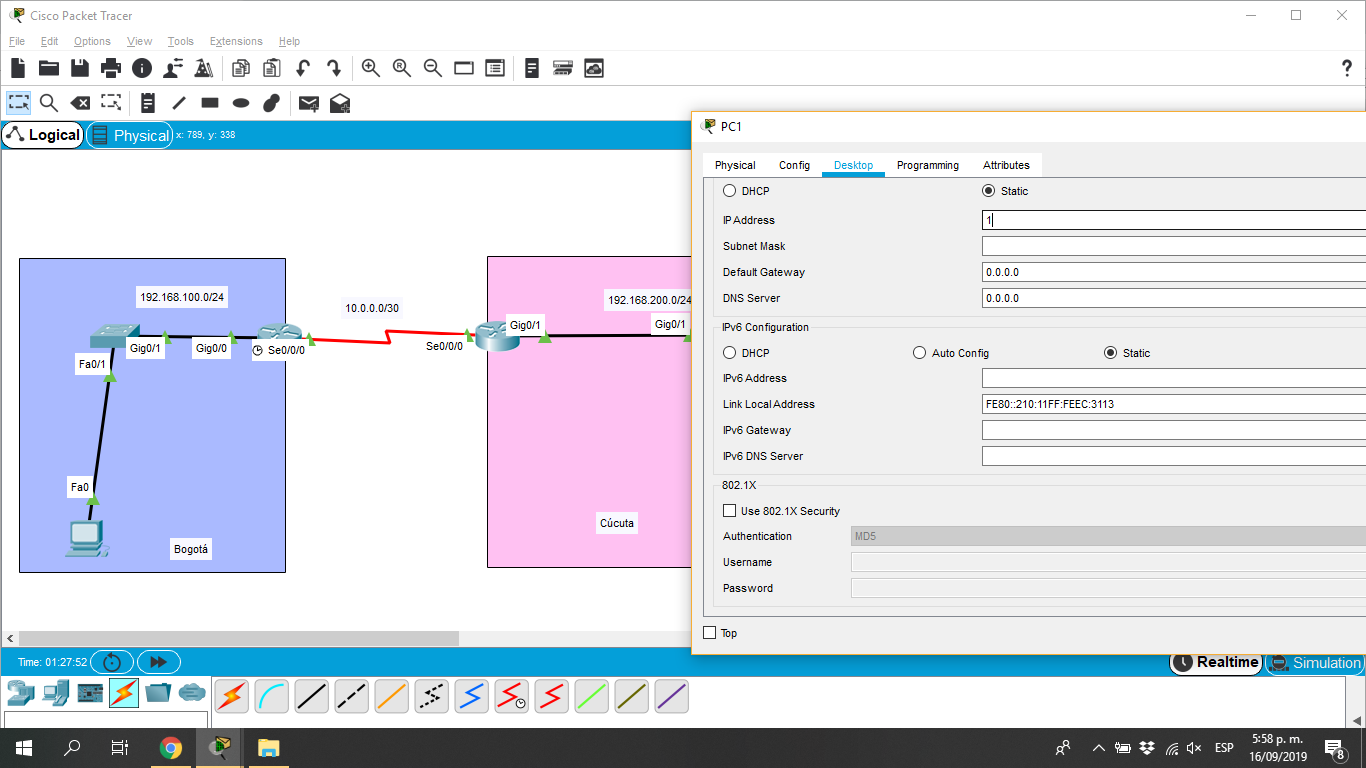 Cisco Packet Tracer
File Edit Options View Tools Extensions Help
?
Logical
Physical
x: 789, y: 338
192.168.100.0/24
Gig0/1
Gig0/0
Se0/0/0
Fa0/1
Fa0
Bogotá
10.0.0.0/30
Se0/0/0
Gig0/1
192.168.200.0/24
Gig0/1
Cúcuta
PC1
Physical Config Desktop Programming Attributes
DHCP Static
IP Address 1
Subnet Mask
Default Gateway 0.0.0.0
DNS Server 0.0.0.0
IPv6 Configuration
DHCP Auto Config Static
IPv6 Address
Link Local Address FE80::210:11FF:FEEC:3113
IPv6 Gateway
IPv6 DNS Server
802.1X
Use 802.1X Security
Authentication MD5
Username
Password
Top
Time: 01:27:52
Realtime
Simulation
ESP
5:58 p. m.
16/09/2019
8